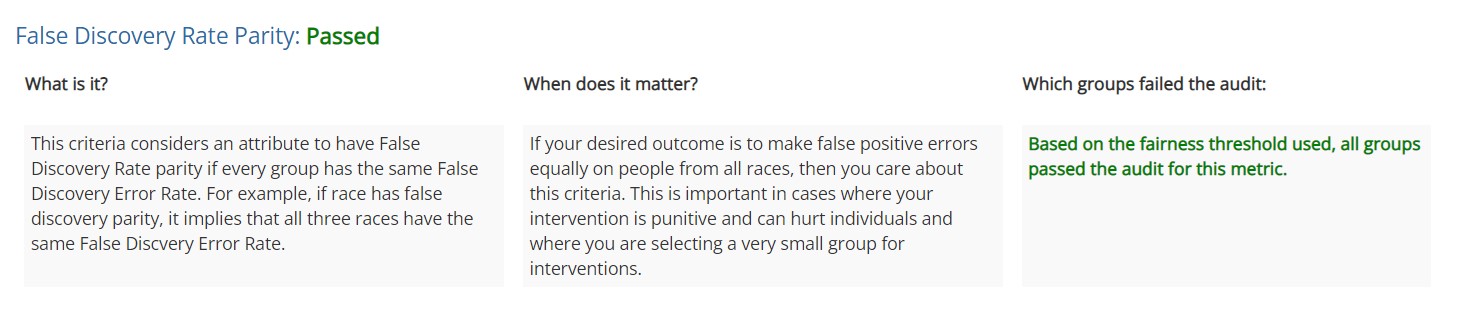 False Discovery Rate Parity: Passed
What is it?
This criteria considers an attribute to have False
Discovery Rate parity if every group has the same False
Discovery Error Rate. For example, if race has false
discovery parity, it implies that all three races have the
same False Discvery Error Rate.
When does it matter?
If your desired outcome is to make false positive errors
equally on people from all races, then you care about
this criteria. This is important in cases where your
intervention is punitive and can hurt individuals and
where you are selecting a very small group for
interventions.
Which groups failed the audit:
Based on the fairness threshold used, all groups
passed the audit for this metric.